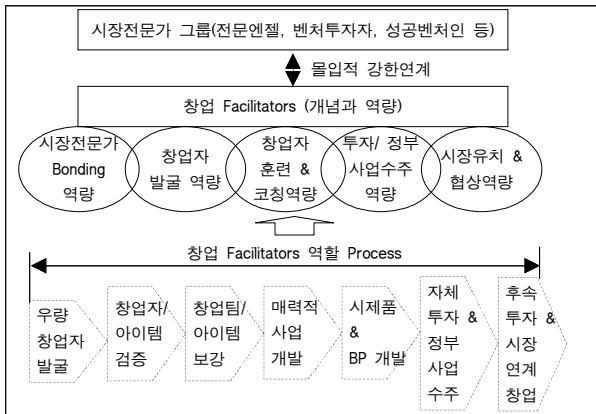 시장전문가 그룹(전문엔젤, 벤처투자자, 성공벤처인 등)
몰입적 강한연계
창업 Facilitators (개념과 역량)
시장전문가
Bonding
역량
창업자
발굴 역량
창업자
훈련 &
코칭역량
투자/ 정부
사업수주
역량
시장유치 &
협상역량
창업 Facilitators 역할 Process
우량
창업자
발굴
창업자/
아이템
검증
창업팀/
아이템
보강
매력적
사업
개발
시제품
&
BP 개발
자체
투자 &
정부
사업
수주
후속
투자 &
시장
연계
창업